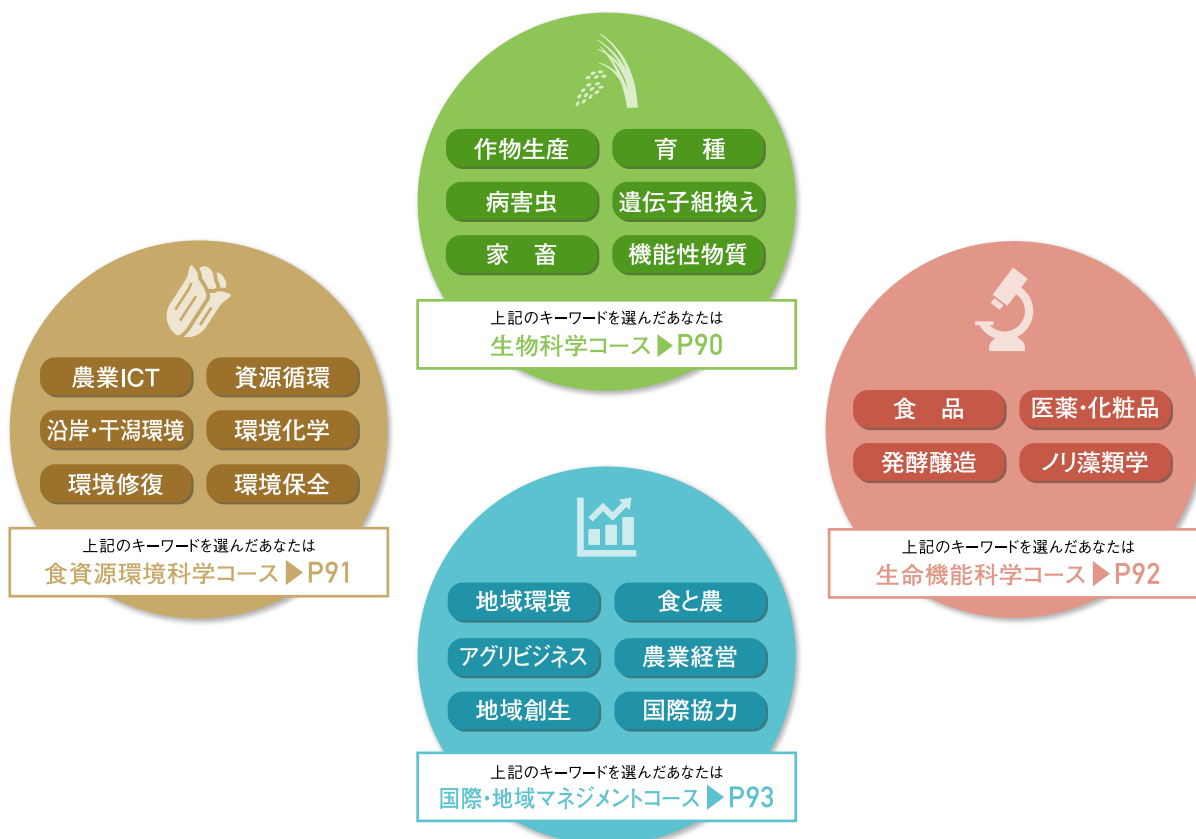 作物生産 育 種
病害虫 遺伝子組換え
家 畜 機能性物質
上記のキーワードを選んだあなたは
生物科学コース▶P90
農業ICT 資源循環
沿岸・干潟環境 環境化学
環境修復 環境保全
上記のキーワードを選んだあなたは
食資源環境科学コース▶P91
食 品 医薬・化粧品
発酵醸造 ノリ藻類学
上記のキーワードを選んだあなたは
生命機能科学コース▶P92
地域環境 食と農
アグリビジネス 農業経営
地域創生 国際協力
上記のキーワードを選んだあなたは
国際・地域マネジメントコース▶P93